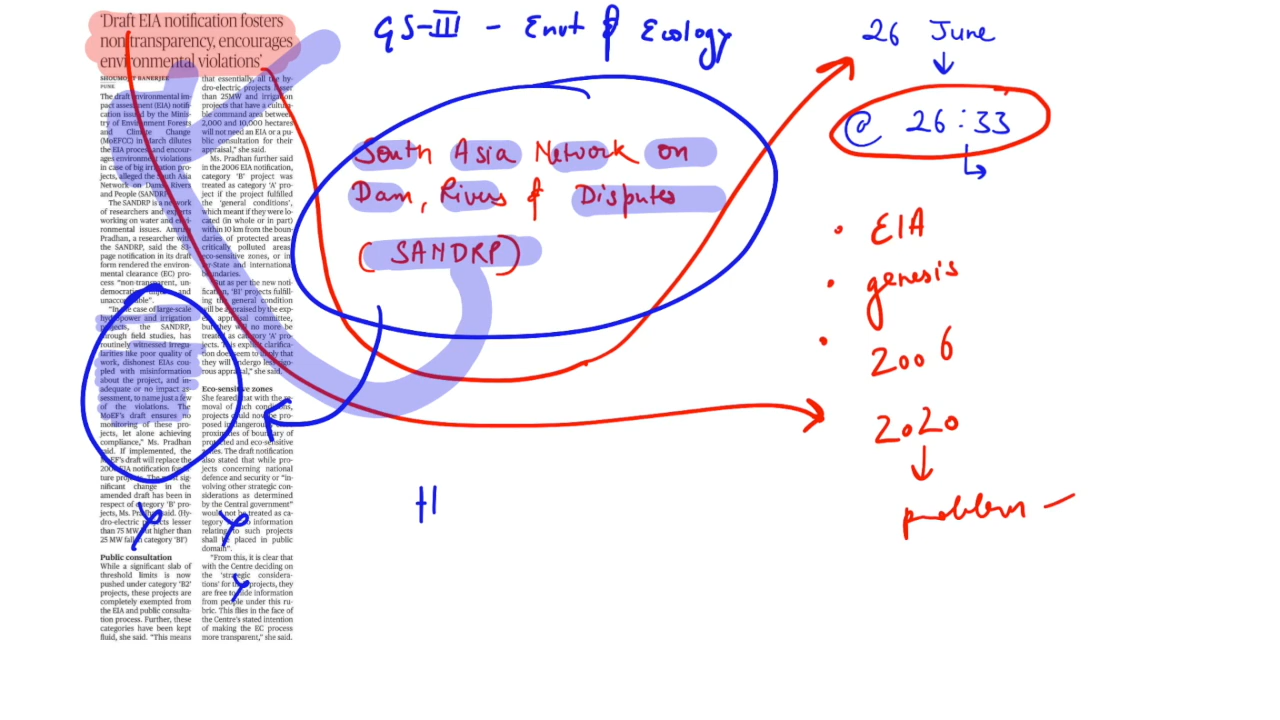 'Draft EIA notification fosters
non transparency, encourages
environmental violations'
SHOUMOJIT BANERJEE
PUNE
The draft environmental im-
pact assessment (EIA) notifi-
cation issued by the Minis-
try of Environment Forests
and Climate Change
(MoEFCC) in March dilutes
the EIA process and encour-
ages environment violations
in case of big irrigation pro-
jects, alleged the South Asia
Network on Dams, Rivers
and People (SANDRP).
The SANDRP is a network
of researchers and experts
working on water and envi-
ronmental issues. Amruta
Pradhan, a researcher with
the SANDRP, said the 83-
page notification in its draft
form rendered the environ-
mental clearance (EC) pro-
cess "non-transparent, un-
democratic, unjust and
unaccountable".
"In the case of large-scale
hydropower and irrigation
projects, the SANDRP,
through field studies, has
routinely witnessed irregu-
larities like poor quality of
work, dishonest EIAs cou-
pled with misinformation
about the project, and in-
adequate or no impact as-
sessment, to name just a few
of the violations. The
MoEF's draft ensures no
monitoring of these pro-
jects, let alone achieving
compliance," Ms. Pradhan
said. If implemented, the
MoEF's draft will replace the
2006 EIA notification for fu-
ture projects. The most sig-
nificant change in the
amended draft has been in
respect of category 'B' pro-
jects, Ms. Pradhan said. (Hy-
dro-electric projects lesser
than 75 MW but higher than
25 MW fall in category 'B1')
Public consultation
While a significant slab of
threshold limits is now
pushed under category 'B2'
projects, these projects are
completely exempted from
the EIA and public consulta-
tion process. Further, these
categories have been kept
fluid, she said. "This means
that essentially, all the hy-
dro-electric projects lesser
than 25MW and irrigation
projects that have a cultura-
ble command area between
2,000 and 10,000 hectares
will not need an EIA or a pu-
blic consultation for their
appraisal," she said.
Ms. Pradhan further said
in the 2006 EIA notification,
category 'B' project was
treated as category 'A' pro-
ject if the project fulfilled
the 'general conditions',
which meant if they were lo-
cated (in whole or in part)
within 10 km from the boun-
daries of protected areas,
critically polluted areas,
eco-sensitive zones, or in
inter-State and international
boundaries.
"But as per the new noti-
fication, 'B1' projects fulfill-
ing the general condition
will be appraised by the exp-
ert appraisal committee,
but they will no more be
treated as category 'A' pro-
jects. This explicit clarifica-
tion does seem to imply that
they will undergo less rigo-
rous appraisal," she said.
Eco-sensitive zones
She feared that with the re-
moval of such conditions,
projects could now be pro-
posed in dangerous
proximities of boundary of
protected and eco-sensitive
zones. The draft notification
also stated that while pro-
jects concerning national
defence and security or "in-
volving other strategic con-
siderations as determined
by the Central government"
would not be treated as ca-
tegory information
relating to such projects
shall be placed in public
domain".
"From this, it is clear that
with the Centre deciding on
the 'strategic considera-
tions' for the projects, they
are free to hide information
from people under this ru-
bric. This flies in the face of
the Centre's stated intention
of making the EC process
more transparent," she said.
GS-III - Envt & Ecology
South Asia Network on
Dam, Rivers & Disputes
(SANDRP)
H
26 June
@ 26:33
• EIA
• genesis
• 2006
2020
problem -